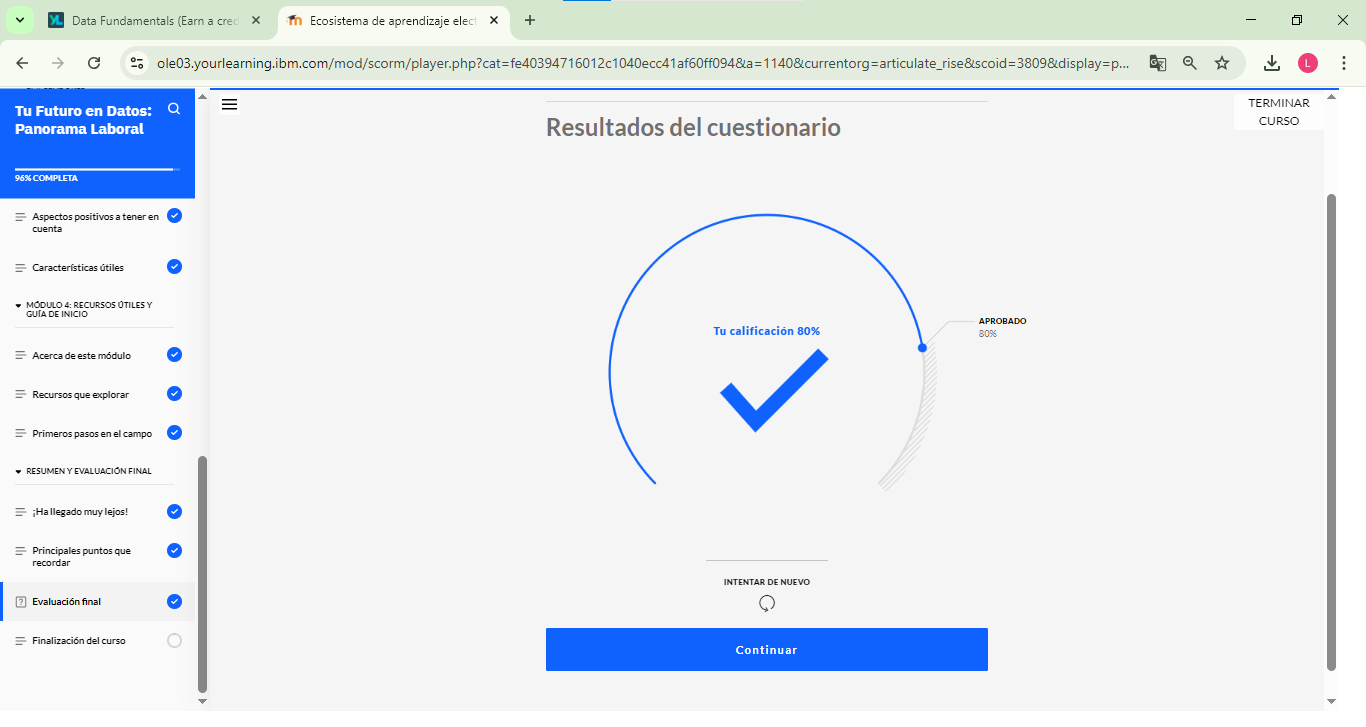 Data Fundamentals (Earn a cred
Ecosistema de aprendizaje elect
ole03.yourlearning.ibm.com/mod/scorm/player.php?cat=fe40394716012c1040ecc41af60ff094&a=1140&currentorg=articulate_rise&scoid=3809&display=p...
L
Tu Futuro en Datos:
Panorama Laboral
96% COMPLETA
Aspectos positivos a tener en
cuenta
Características útiles
MÓDULO 4: RECURSOS ÚTILES Y
GUÍA DE INICIO
Acerca de este módulo
Recursos que explorar
Primeros pasos en el campo
RESUMEN Y EVALUACIÓN FINAL
¡Ha llegado muy lejos!
Principales puntos que
recordar
Evaluación final
Finalización del curso
TERMINAR
CURSO
Resultados del cuestionario
Tu calificación 80%
APROBADO
80%
INTENTAR DE NUEVO
Continuar